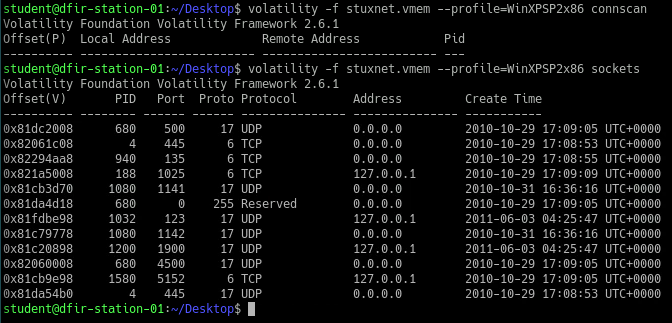 student@dfir-station-01:~/Desktop$ volatility -f stuxnet.vmem --profile=WinXPSP2x86 connscan
Volatility Foundation Volatility Framework 2.6.1
Offset(P)  Local Address             Remote Address            Pid
---------- ------------------------- ------------------------- ---
student@dfir-station-01:~/Desktop$ volatility -f stuxnet.vmem --profile=WinXPSP2x86 sockets
Volatility Foundation Volatility Framework 2.6.1
Offset(V)       PID   Port  Proto Protocol        Address         Create Time
---------- -------- ------ ------ --------------- --------------- -----------
0x81dc2008      680    500     17 UDP             0.0.0.0         2010-10-29 17:09:05 UTC+0000
0x82061c08        4    445      6 TCP             0.0.0.0         2010-10-29 17:08:53 UTC+0000
0x82294aa8      940    135      6 TCP             0.0.0.0         2010-10-29 17:08:55 UTC+0000
0x821a5008      188   1025      6 TCP             127.0.0.1       2010-10-29 17:09:09 UTC+0000
0x81cb3d70     1080   1141     17 UDP             0.0.0.0         2010-10-31 16:36:16 UTC+0000
0x81da4d18      680      0    255 Reserved        0.0.0.0         2010-10-29 17:09:05 UTC+0000
0x81fdbe98     1032    123     17 UDP             127.0.0.1       2011-06-03 04:25:47 UTC+0000
0x81c79778     1080   1142     17 UDP             0.0.0.0         2010-10-31 16:36:16 UTC+0000
0x81c20898     1200   1900     17 UDP             127.0.0.1       2011-06-03 04:25:47 UTC+0000
0x82060008      680   4500     17 UDP             0.0.0.0         2010-10-29 17:09:05 UTC+0000
0x81cb9e98     1580   5152      6 TCP             127.0.0.1       2010-10-29 17:09:05 UTC+0000
0x81da54b0        4    445     17 UDP             0.0.0.0         2010-10-29 17:08:53 UTC+0000
student@dfir-station-01:~/Desktop$